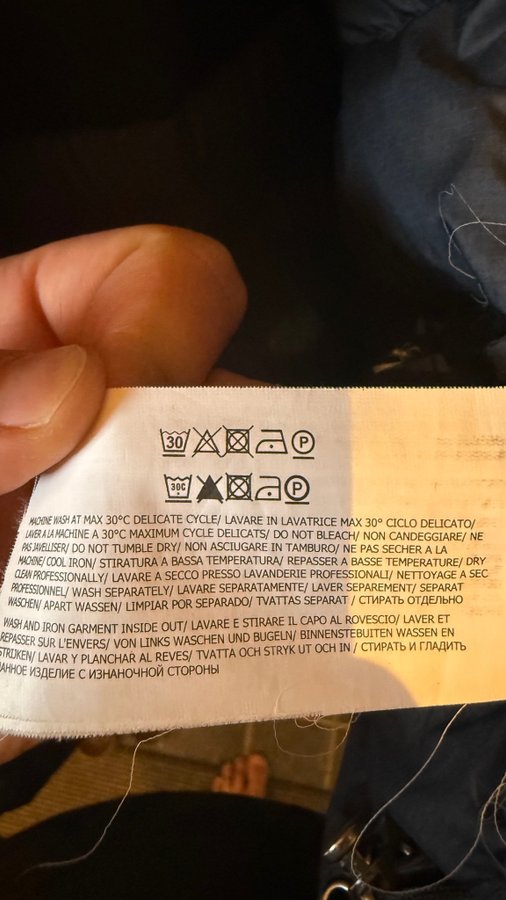 30 P
30C P
MACHINE WASH AT MAX 30°C DELICATE CYCLE/ LAVARE IN LAVATRICE MAX 30° CICLO DELICATO/
LAVER A LA MACHINE A 30°C MAXIMUM CYCLE DELICATS/ DO NOT BLEACH/ NON CANDEGGIARE/ NE
PAS JAVELLISER/ DO NOT TUMBLE DRY/ NON ASCIUGARE IN TAMBURO/ NE PAS SECHER A LA
MACHINE/ COOL IRON/ STIRATURA A BASSA TEMPERATURA/ REPASSER A BASSE TEMPERATURE/ DRY
CLEAN PROFESSIONALLY/ LAVARE A SECCO PRESSO LAVANDERIE PROFESSIONALI/ NETTOYAGE A SEC
PROFESSIONNEL/ WASH SEPARATELY/ LAVARE SEPARATAMENTE/ LAVER SEPAREMENT/ SEPARAT
WASCHEN/ APART WASSEN/ LIMPIAR POR SEPARADO/ TVATTAS SEPARAT / СТИРАТЬ ОТДЕЛЬНО
WASH AND IRON GARMENT INSIDE OUT/ LAVARE E STIRARE IL CAPO AL ROVESCIO/ LAVER ET
REPASSER SUR L'ENVERS/ VON LINKS WASCHEN UND BUGELN/ BINNENSTEBUITEN WASSEN EN
STRIJKEN/ LAVAR Y PLANCHAR AL REVES/ TVATTA OCH STRYK UT OCH IN / СТИРАТЬ И ГЛАДИТЬ
ДАННОЕ ИЗДЕЛИЕ С ИЗНАНОЧНОЙ СТОРОНЫ